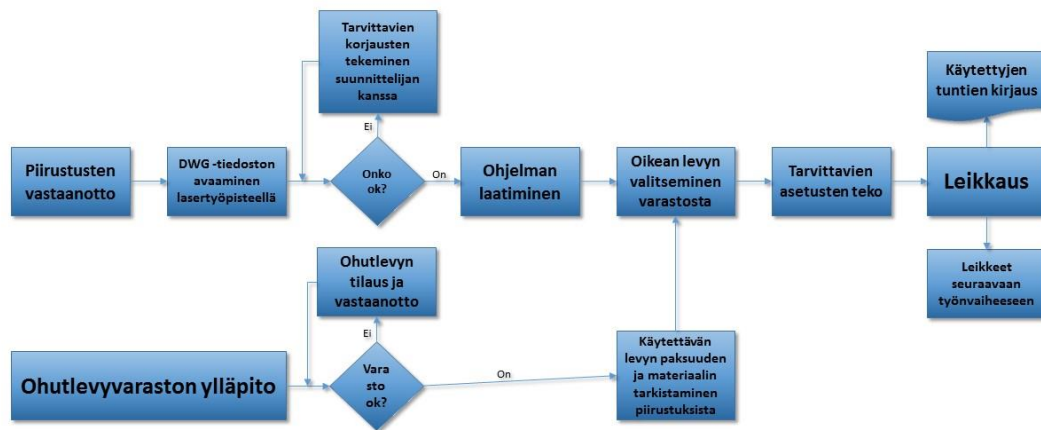 Tarvittavien
korjausten
tekeminen
suunnittelijan
kanssa
Käytettyjen
tuntien kirjaus
Ei
Piirustusten
vastaanotto
DWG -tiedoston
avaaminen
lasertyöpisteellä
Onko
ok?
On
Ohjelman
laatiminen
Oikean levyn
valitseminen
varastosta
Tarvittavien
asetusten teko
Leikkaus
Ohutlevyn
tilaus ja
vastaanotto
Leikkeet
seuraavaan
työnvaiheeseen
Ei
Ohutlevyvaraston ylläpito
Vara
sto
ok?
On
Käytettävän
levyn paksuuden
ja materiaalin
tarkistaminen
piirustuksista